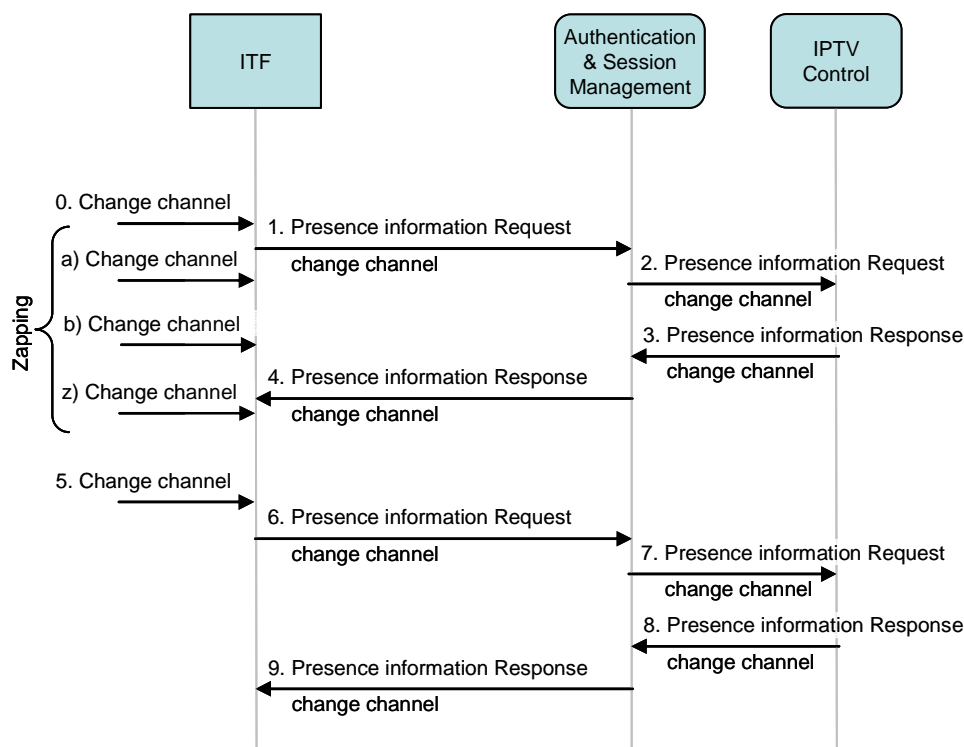 ITF
Authentication
& Session
Management
IPTV
Control
0. Change channel
1. Presence information Request
change channel
a) Change channel
2. Presence information Request
change channel
Zapping
b) Change channel
3. Presence information Response
change channel
z) Change channel
4. Presence information Response
change channel
5. Change channel
6. Presence information Request
change channel
7. Presence information Request
change channel
8. Presence information Response
change channel
9. Presence information Response
change channel